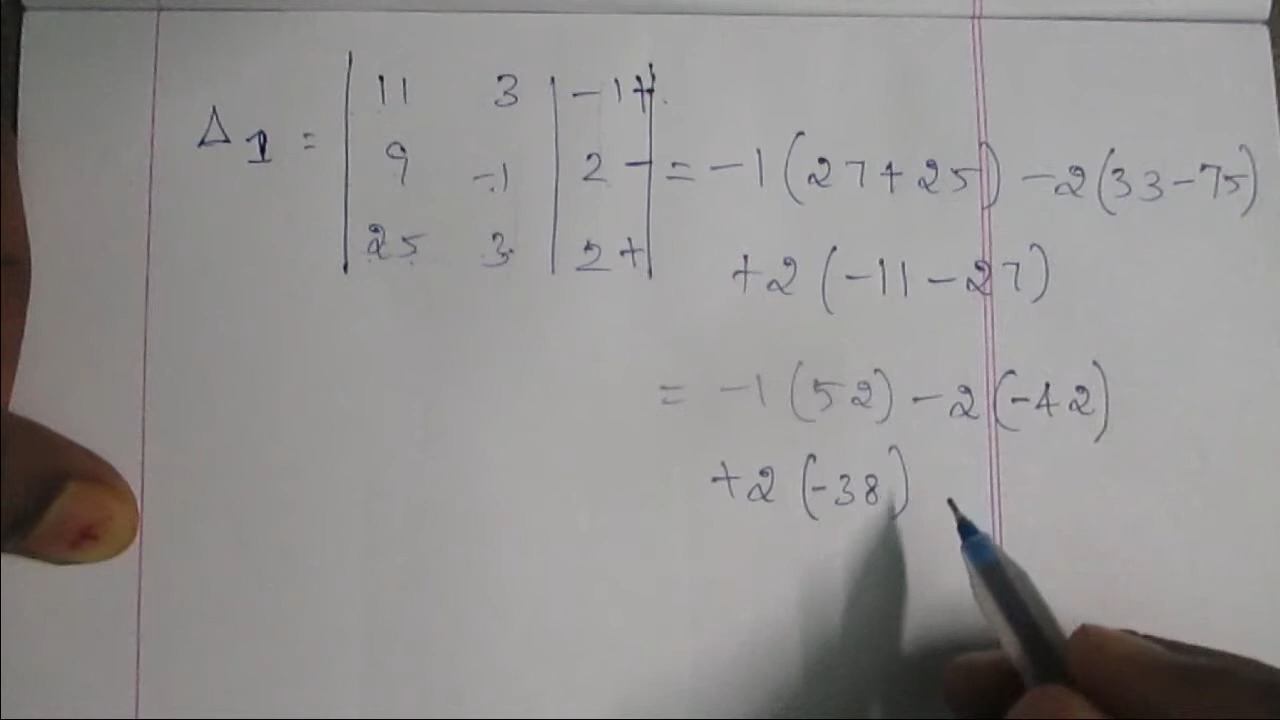 Δ1 = | 11 3 | -1+ | = -1(27+25) -2(33-75)
| 9 -1 | 2- |
| 25 3 | 2+ |
+2(-11-27)
= -1(52) -2(-42)
+2(-38)